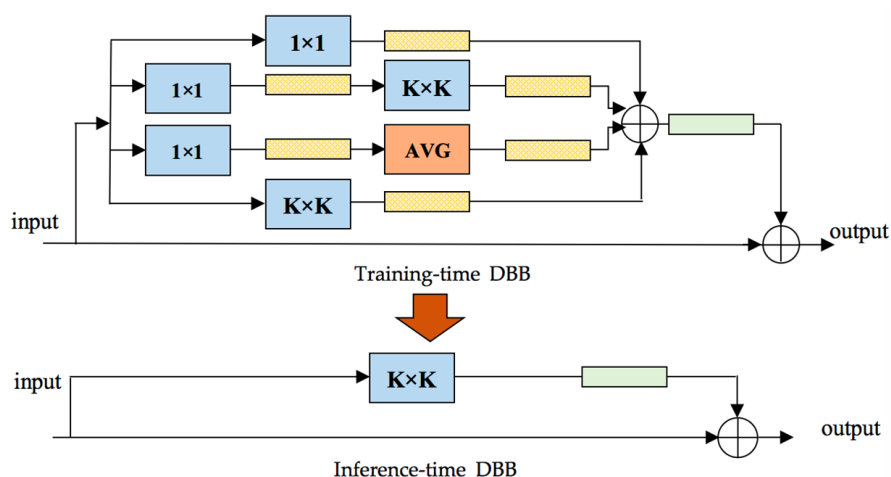 1×1
1×1
K×K
1×1
AVG
K×K
input
output
Training-time DBB
input
K×K
output
Inference-time DBB